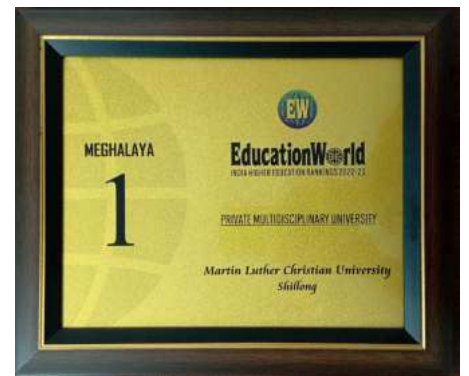 EW
MEGHALAYA
1
EducationWorld
INDIA HIGHER EDUCATION RANKINGS 2022-23
PRIVATE MULTIDISCIPLINARY UNIVERSITY
Martin Luther Christian University
Shillong